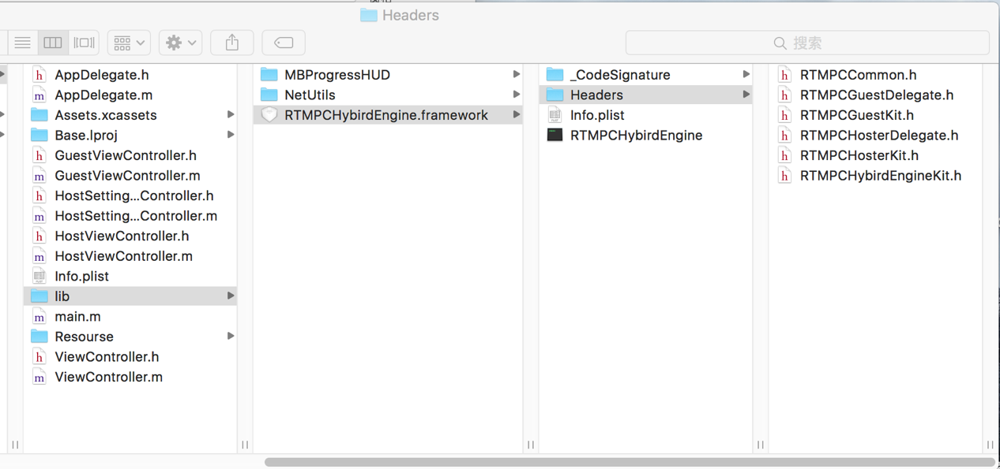 Headers
搜索
AppDelegate.h
AppDelegate.m
Assets.xcassets
Base.lproj
GuestViewController.h
GuestViewController.m
HostSetting...Controller.h
HostSetting...Controller.m
HostViewController.h
HostViewController.m
Info.plist
lib
main.m
Resourse
ViewController.h
ViewController.m
MBProgressHUD
NetUtils
RTMPCHybirdEngine.framework
_CodeSignature
Headers
Info.plist
RTMPCHybirdEngine
RTMPCCommon.h
RTMPCGuestDelegate.h
RTMPCGuestKit.h
RTMPCHosterDelegate.h
RTMPCHosterKit.h
RTMPCHybirdEngineKit.h